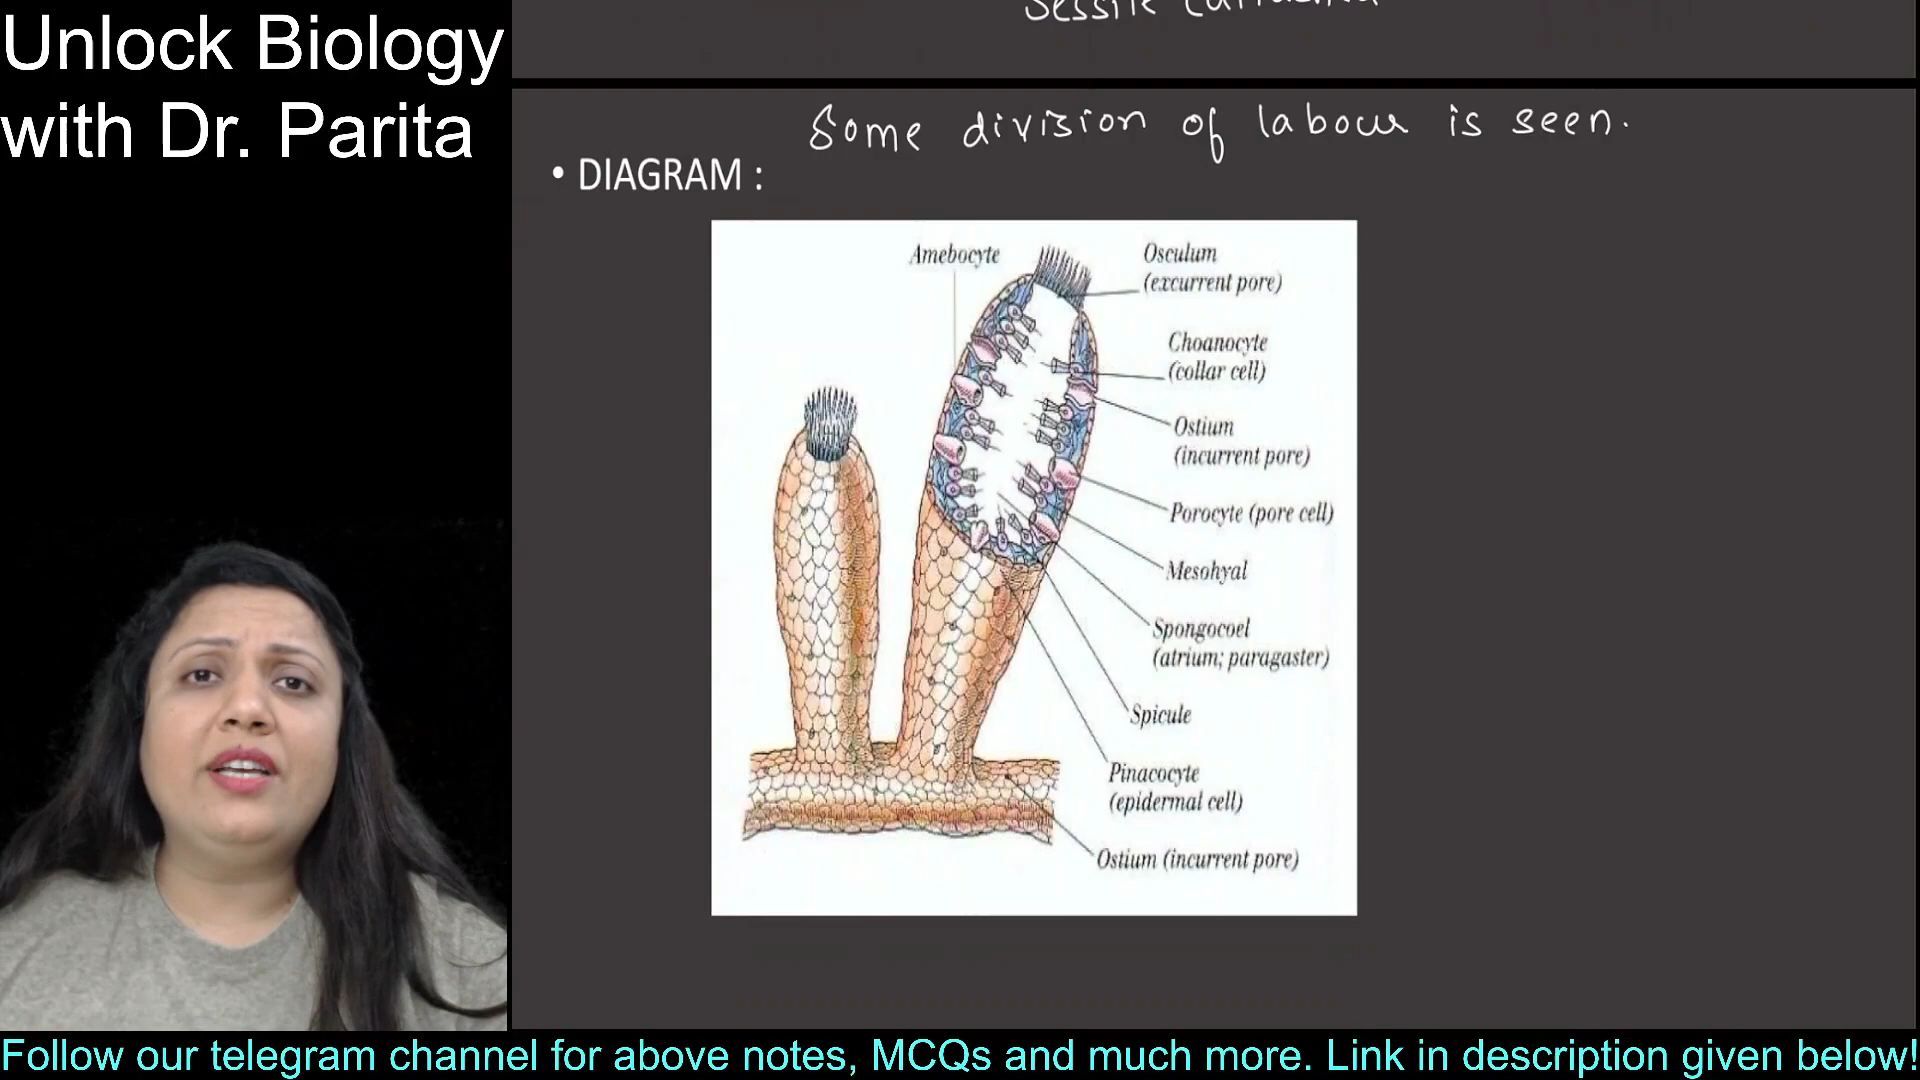 Unlock Biology
with Dr. Parita
Sessile
Some division of labour is seen.
• DIAGRAM :
Amebocyte
Osculum
(excurrent pore)
Choanocyte
(collar cell)
Ostium
(incurrent pore)
Porocyte (pore cell)
Mesohyal
Spongocoel
(atrium; paragaster)
Spicule
Pinacocyte
(epidermal cell)
Ostium (incurrent pore)
Follow our telegram channel for above notes, MCQs and much more. Link in description given below!